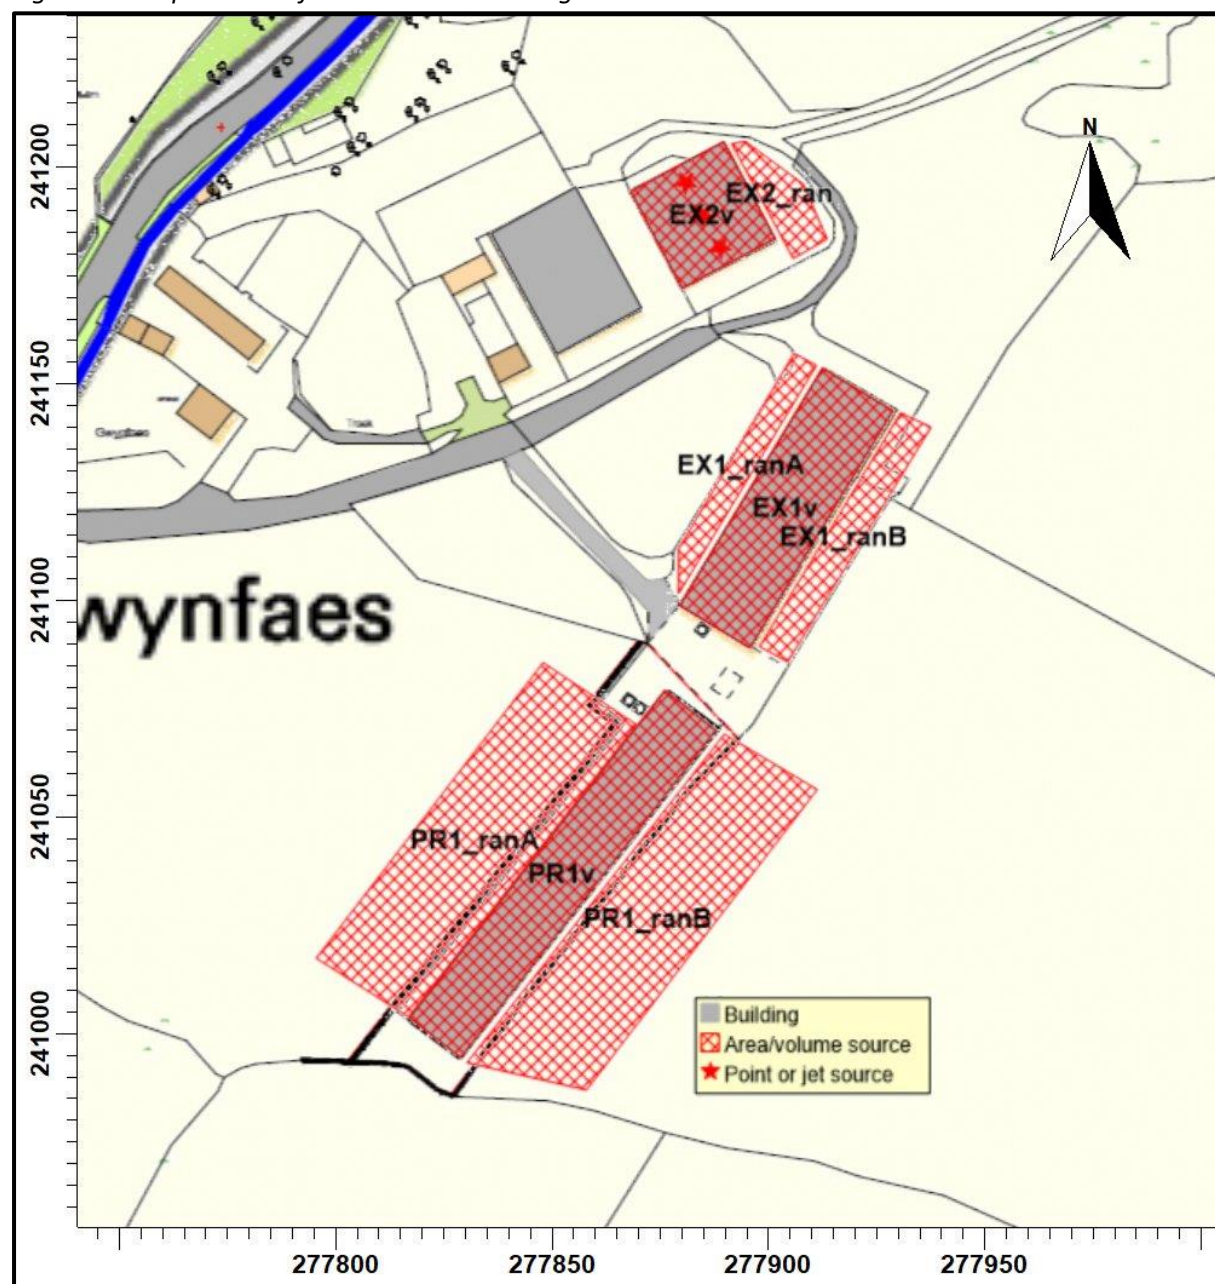 N
241200
EX2_ran
EX2v
241150
Track
EX1_ranA
EX1v
EX1_ranB
241100
wynfaes
241050
PR1_ranA
PR1v
PR1_ranB
241000
Building
Area/volume source
Point or jet source
277800
277850
277900
277950